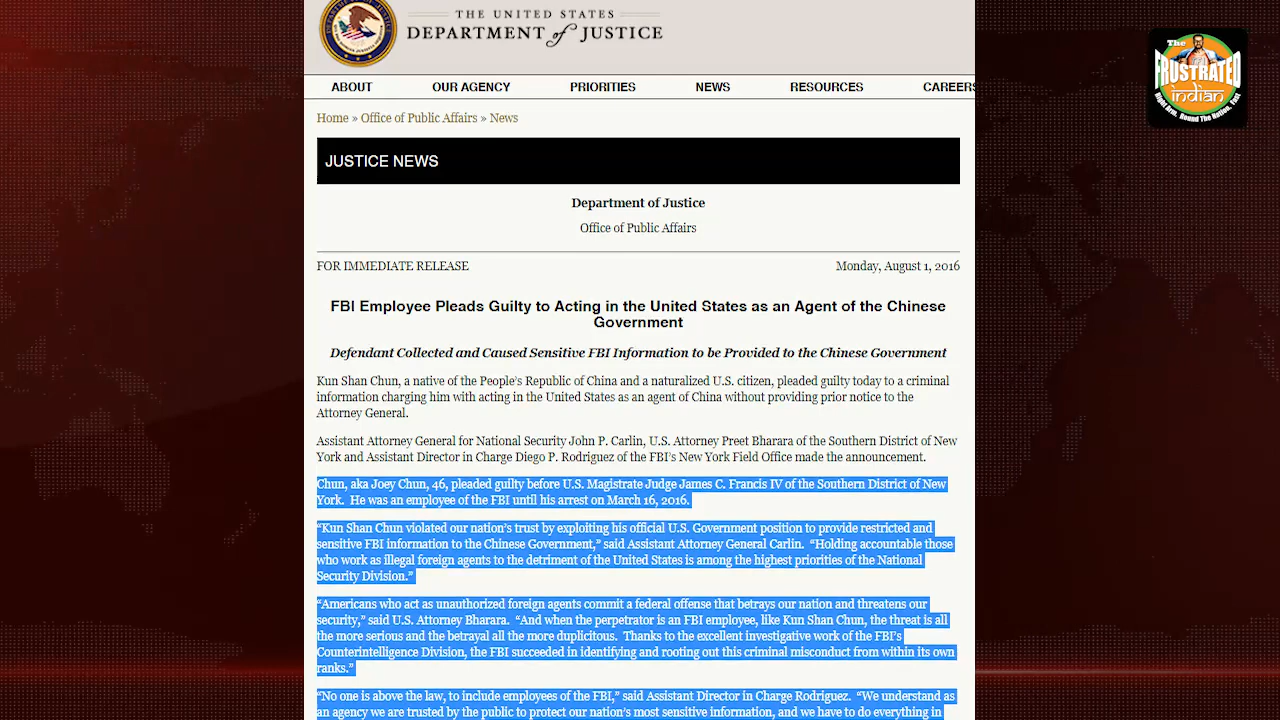 THE UNITED STATES
DEPARTMENT of JUSTICE
ABOUT OUR AGENCY PRIORITIES NEWS RESOURCES CAREERS
The
FRUSTRATED
indian
Right Arm. Round The Nation. Fast
Home » Office of Public Affairs » News
JUSTICE NEWS
Department of Justice
Office of Public Affairs
FOR IMMEDIATE RELEASE Monday, August 1, 2016
FBI Employee Pleads Guilty to Acting in the United States as an Agent of the Chinese
Government
Defendant Collected and Caused Sensitive FBI Information to be Provided to the Chinese Government
Kun Shan Chun, a native of the People's Republic of China and a naturalized U.S. citizen, pleaded guilty today to a criminal
information charging him with acting in the United States as an agent of China without providing prior notice to the
Attorney General.
Assistant Attorney General for National Security John P. Carlin, U.S. Attorney Preet Bharara of the Southern District of New
York and Assistant Director in Charge Diego P. Rodriguez of the FBI's New York Field Office made the announcement.
Chun, aka Joey Chun, 46, pleaded guilty before U.S. Magistrate Judge James C. Francis IV of the Southern District of New
York.  He was an employee of the FBI until his arrest on March 16, 2016.
“Kun Shan Chun violated our nation's trust by exploiting his official U.S. Government position to provide restricted and
sensitive FBI information to the Chinese Government,” said Assistant Attorney General Carlin.  “Holding accountable those
who work as illegal foreign agents to the detriment of the United States is among the highest priorities of the National
Security Division.”
“Americans who act as unauthorized foreign agents commit a federal offense that betrays our nation and threatens our
security,” said U.S. Attorney Bharara.  “And when the perpetrator is an FBI employee, like Kun Shan Chun, the threat is all
the more serious and the betrayal all the more duplicitous.  Thanks to the excellent investigative work of the FBI's
Counterintelligence Division, the FBI succeeded in identifying and rooting out this criminal misconduct from within its own
ranks.”
“No one is above the law, to include employees of the FBI,” said Assistant Director in Charge Rodriguez.  “We understand as
an agency we are trusted by the public to protect our nation's most sensitive information, and we have to do everything in